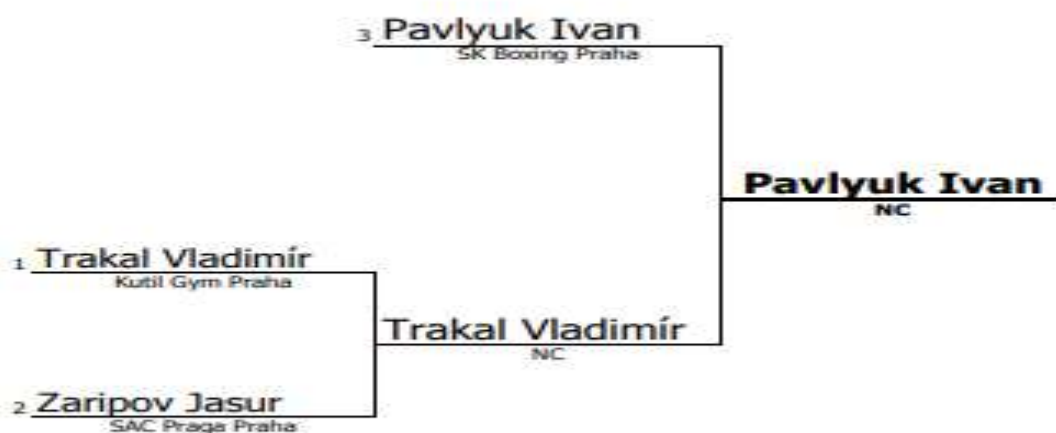 3 Pavlyuk Ivan
SK Boxing Praha
Pavlyuk Ivan
NC
1 Trakal Vladimír
Kutil Gym Praha
Trakal Vladimír
NC
2 Zaripov Jasur
SAC Praga Praha